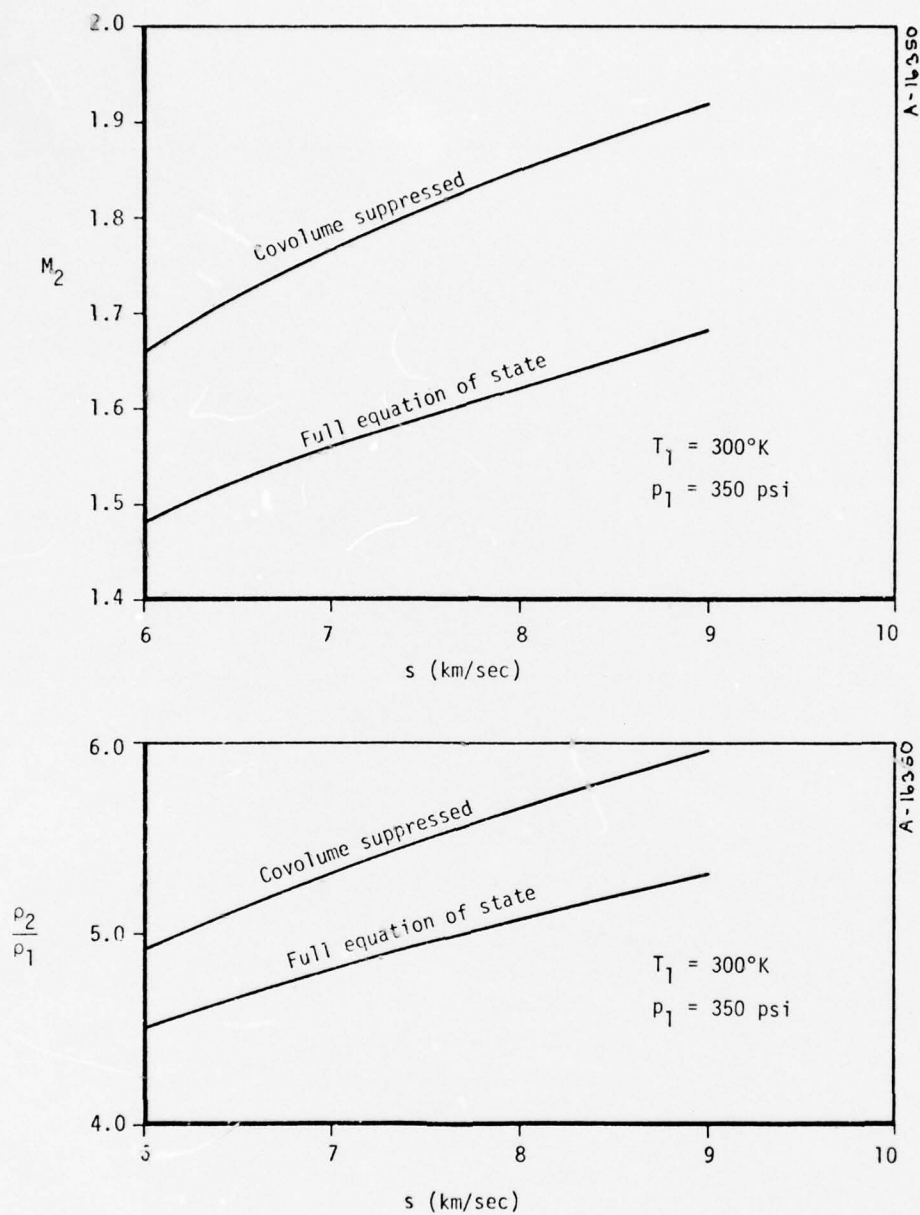 2.0
1.9
1.8
1.7
1.6
1.5
1.4
M2
Covolume suppressed
Full equation of state
T1 = 300°K
p1 = 350 psi
6 7 8 9 10
s (km/sec)
A-16350
6.0
5.0
4.0
ρ2
ρ1
Covolume suppressed
Full equation of state
T1 = 300°K
p1 = 350 psi
6 7 8 9 10
s (km/sec)
A-16350